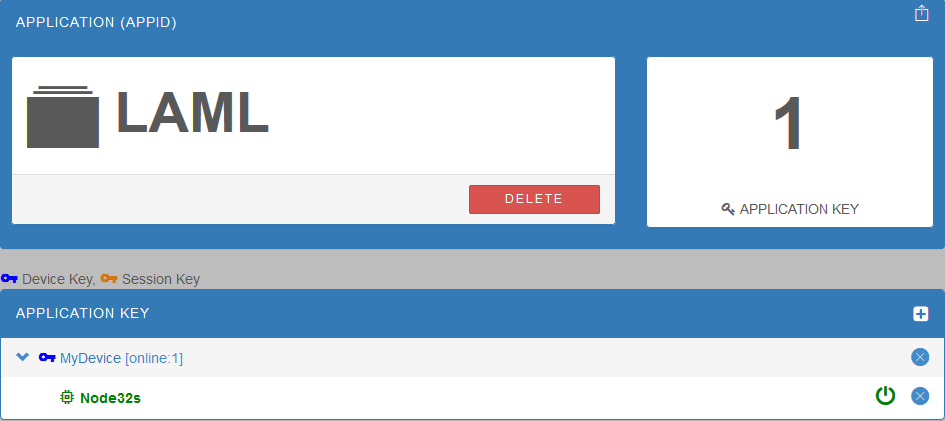 APPLICATION (APPID)
LAML
DELETE
1
APPLICATION KEY
Device Key, Session Key
APPLICATION KEY
MyDevice [online:1]
Node32s